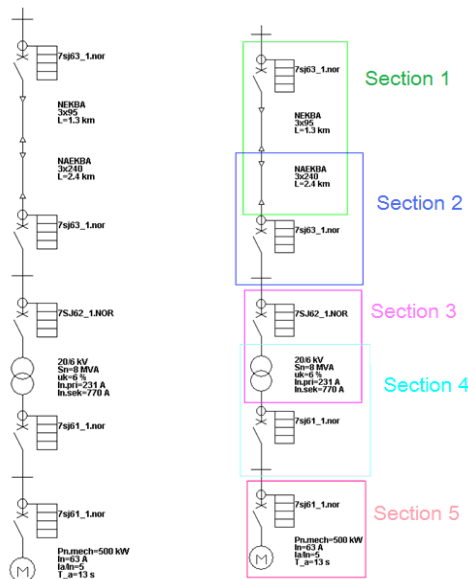 7sj63_1.nor
NEKBA
3x95
L=1.3 km
NAEKBA
3x240
L=2.4 km
7sj63_1.nor
7SJ62_1.NOR
20/6 kV
Sn=8 MVA
uk=6 %
In.pri=231 A
In.sek=770 A
7sj61_1.nor
7sj61_1.nor
Pn.mech=500 kW
In=63 A
Ia/In=5
T_a=13 s
M
7sj63_1.nor
Section 1
NEKBA
3x95
L=1.3 km
NAEKBA
3x240
L=2.4 km
Section 2
7sj63_1.nor
7SJ62_1.NOR
Section 3
20/6 kV
Sn=8 MVA
uk=6 %
In.pri=231 A
In.sek=770 A
Section 4
7sj61_1.nor
7sj61_1.nor
Section 5
Pn.mech=500 kW
In=63 A
Ia/In=5
T_a=13 s
M